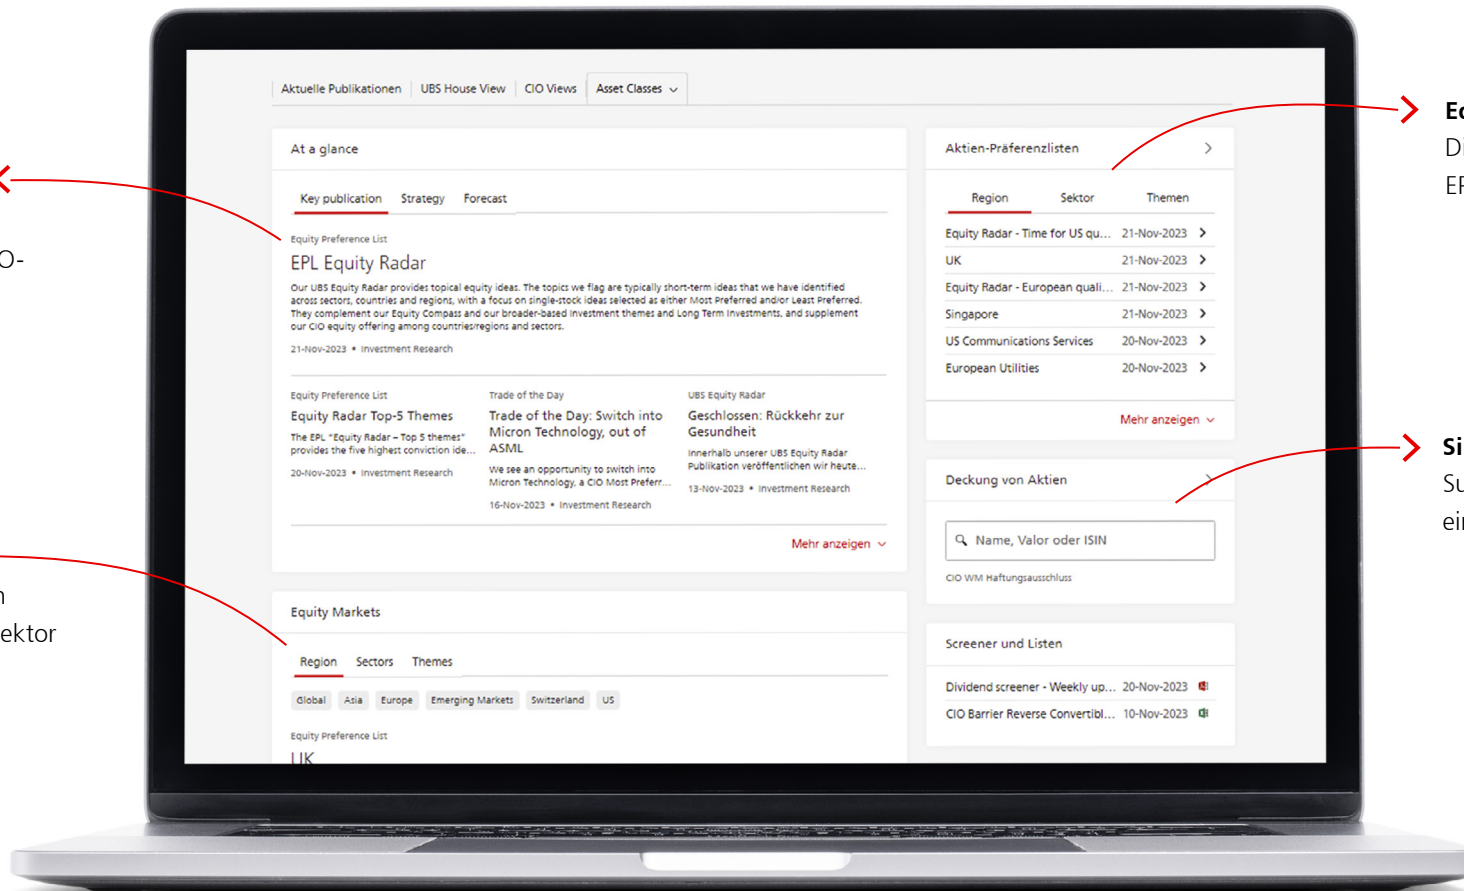 Aktuelle Publikationen | UBS House View | CIO Views | Asset Classes
At a glance
Key publication Strategy Forecast
Equity Preference List
EPL Equity Radar
Our UBS Equity Radar provides topical equity ideas. The topics we flag are typically short-term ideas that we have identified
across sectors, countries and regions, with a focus on single-stock ideas selected as either Most Preferred and/or Least Preferred.
They complement our Equity Compass and our broader-based Investment themes and Long Term Investments, and supplement
our CIO equity offering among countries/regions and sectors.
21-Nov-2023 • Investment Research
Equity Preference List
Equity Radar Top-5 Themes
The EPL "Equity Radar – Top 5 themes"
provides the five highest conviction ide...
20-Nov-2023 • Investment Research
Trade of the Day
Trade of the Day: Switch into
Micron Technology, out of
ASML
We see an opportunity to switch into
Micron Technology, a CIO Most Preferr...
16-Nov-2023 • Investment Research
UBS Equity Radar
Geschlossen: Rückkehr zur
Gesundheit
Innerhalb unserer UBS Equity Radar
Publikation veröffentlichen wir heute...
13-Nov-2023 • Investment Research
Mehr anzeigen
Equity Markets
Region Sectors Themes
Global Asia Europe Emerging Markets Switzerland US
Equity Preference List
UK
Aktien-Präferenzlisten
Region Sektor Themen
Equity Radar - Time for US qu... 21-Nov-2023
UK 21-Nov-2023
Equity Radar - European quali... 21-Nov-2023
Singapore 21-Nov-2023
US Communications Services 20-Nov-2023
European Utilities 20-Nov-2023
Mehr anzeigen
Deckung von Aktien
Name, Valor oder ISIN
CIO WM Haftungsausschluss
Screener und Listen
Dividend screener - Weekly up... 20-Nov-2023
CIO Barrier Reverse Convertibl... 10-Nov-2023
O-
ektor
Di
Si
Su